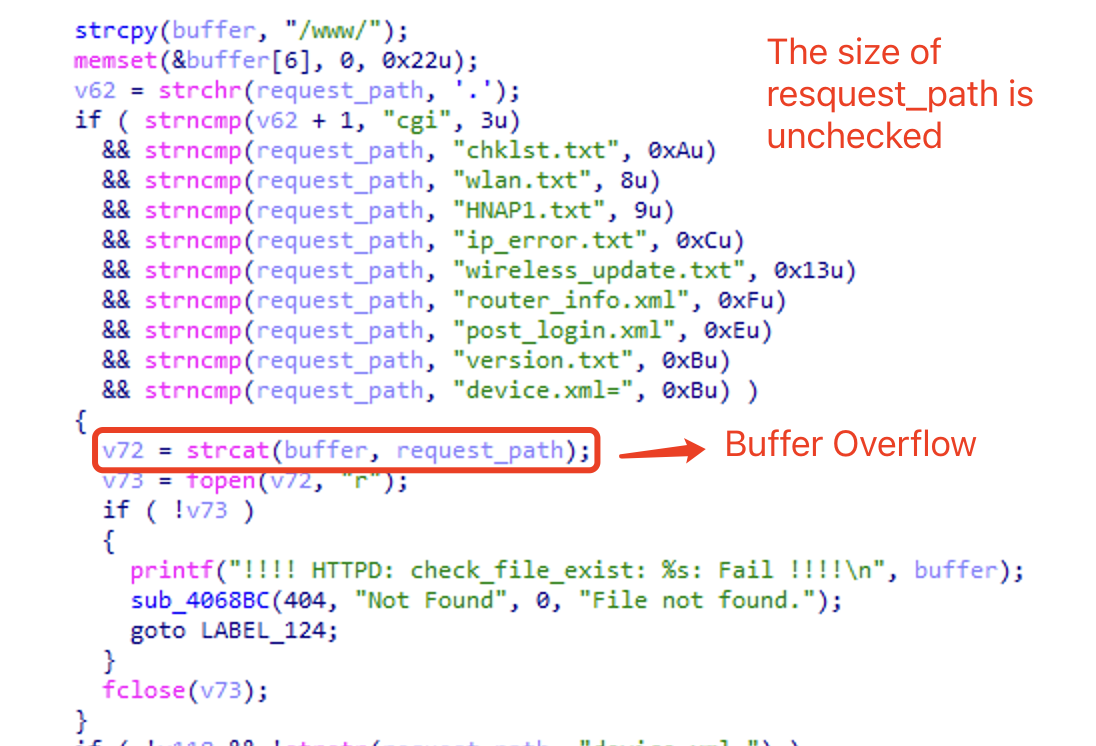 strcpy(buffer, "/www/");
memset(&buffer[6], 0, 0x22u);
v62 = strchr(request_path, '.');
if ( strncmp(v62 + 1, "cgi", 3u)
&& strncmp(request_path, "chklst.txt", 0xAu)
&& strncmp(request_path, "wlan.txt", 8u)
&& strncmp(request_path, "HNAP1.txt", 9u)
&& strncmp(request_path, "ip_error.txt", 0xCu)
&& strncmp(request_path, "wireless_update.txt", 0x13u)
&& strncmp(request_path, "router_info.xml", 0xFu)
&& strncmp(request_path, "post_login.xml", 0xEu)
&& strncmp(request_path, "version.txt", 0xBu)
&& strncmp(request_path, "device.xml=", 0xBu) )
{
v72 = strcat(buffer, request_path);
v73 = fopen(v72, "r");
if ( !v73 )
{
printf("!!!! HTTPD: check_file_exist: %s: Fail !!!!\n", buffer);
sub_4068BC(404, "Not Found", 0, "File not found.");
goto LABEL_124;
}
fclose(v73);
}
The size of
resquest_path is
unchecked
Buffer Overflow